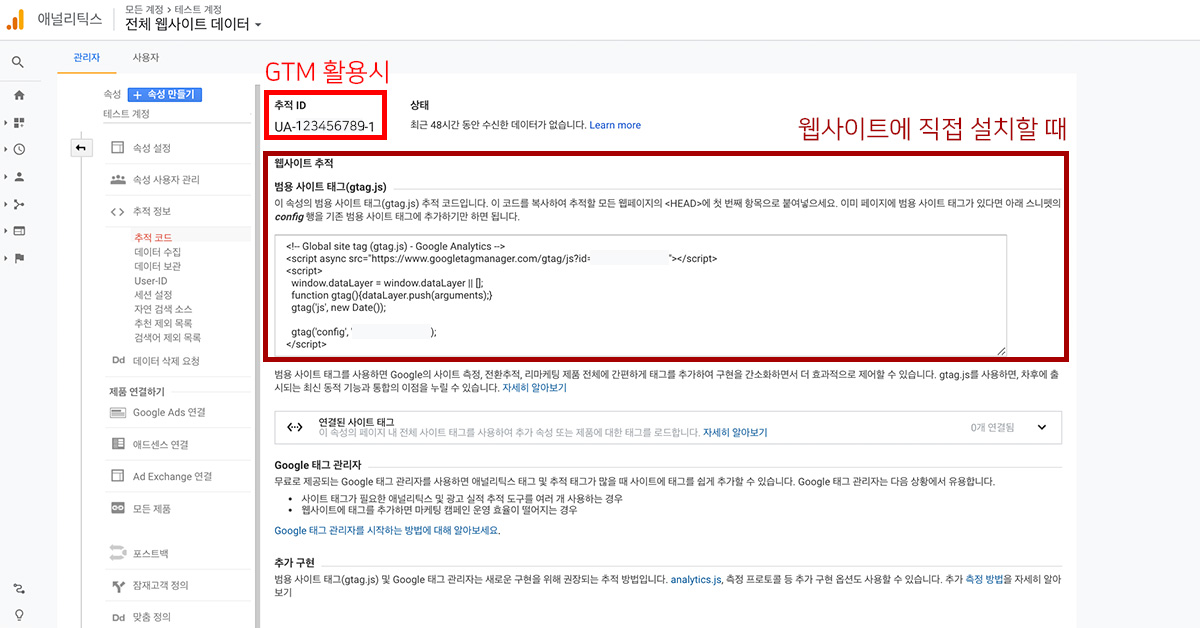 애널리틱스
모든 계정 > 테스트 계정
전체 웹사이트 데이터
관리자
사용자
속성
+ 속성 만들기
테스트 계정
속성 설정
속성 사용자 관리
추적 정보
추적 코드
데이터 수집
데이터 보관
User-ID
세션 설정
자연 검색 소스
추천 제외 목록
검색어 제외 목록
Dd 데이터 삭제 요청
제품 연결하기
Google Ads 연결
애드센스 연결
Ad Exchange 연결
모든 제품
포스트백
잠재고객 정의
Dd 맞춤 정의
GTM 활용시
추적 ID
UA-123456789-1
상태
최근 48시간 동안 수신한 데이터가 없습니다. Learn more
웹사이트에 직접 설치할 때
웹사이트 추적
범용 사이트 태그(gtag.js)
이 속성의 범용 사이트 태그(gtag.js) 추적 코드입니다. 이 코드를 복사하여 추적할 모든 웹페이지의 <HEAD>에 첫 번째 항목으로 붙여넣으세요. 이미 페이지에 범용 사이트 태그가 있다면 아래 스니펫의
config 행을 기존 범용 사이트 태그에 추가하기만 하면 됩니다.
<!-- Global site tag (gtag.js) - Google Analytics -->
<script async src="https://www.googletagmanager.com/gtag/js?id= "></script>
<script>
window.dataLayer = window.dataLayer || [];
function gtag(){dataLayer.push(arguments);}
gtag('js', new Date());
gtag('config', ' );
</script>
범용 사이트 태그를 사용하면 Google의 사이트 측정, 전환추적, 리마케팅 제품 전체에 간편하게 태그를 추가하여 구현을 간소화하면서 더 효과적으로 제어할 수 있습니다. gtag.js를 사용하면, 차후에 출
시되는 최신 동적 기능과 통합의 이점을 누릴 수 있습니다. 자세히 알아보기
연결된 사이트 태그
이 속성의 페이지 내 전체 사이트 태그를 사용하여 추가 속성 또는 제품에 대한 태그를 로드합니다. 자세히 알아보기
0개 연결됨
Google 태그 관리자
무료로 제공되는 Google 태그 관리자를 사용하면 애널리틱스 태그 및 추적 태그가 많을 때 사이트에 태그를 쉽게 추가할 수 있습니다. Google 태그 관리자는 다음 상황에서 유용합니다.
• 사이트 태그가 필요한 애널리틱스 및 광고 실적 추적 도구를 여러 개 사용하는 경우
• 웹사이트에 태그를 추가하면 마케팅 캠페인 운영 효율이 떨어지는 경우
Google 태그 관리자를 시작하는 방법에 대해 알아보세요.
추가 구현
범용 사이트 태그(gtag.js) 및 Google 태그 관리자는 새로운 구현을 위해 권장되는 추적 방법입니다. analytics.js, 측정 프로토콜 등 추가 구현 옵션도 사용할 수 있습니다. 추가 측정 방법을 자세히 알아
보기